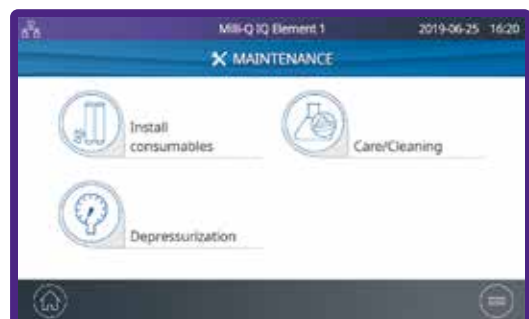 Milli-Q IQ Element 1 2019-06-25 16:20
MAINTENANCE
Install
consumables
Care/Cleaning
Depressurization